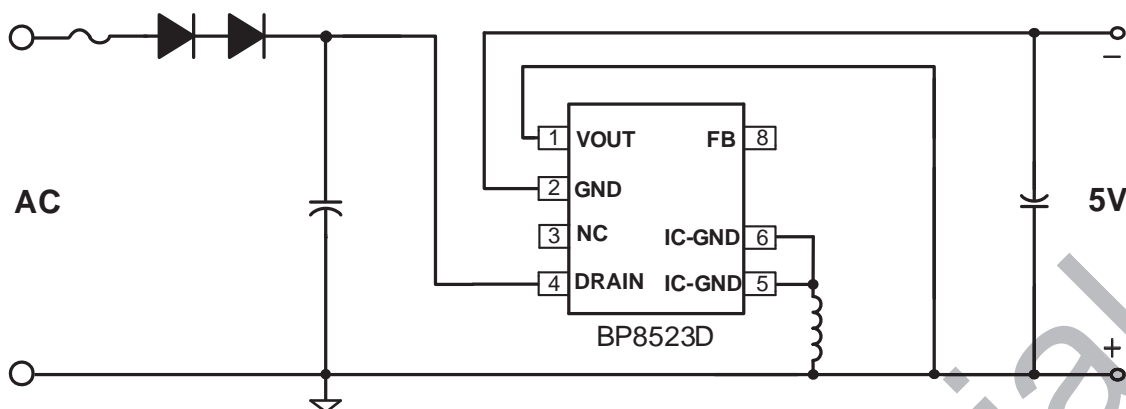 AC
1 VOUT FB 8
2 GND
3 NC IC-GND 6
4 DRAIN IC-GND 5
BP8523D
−
5V
+